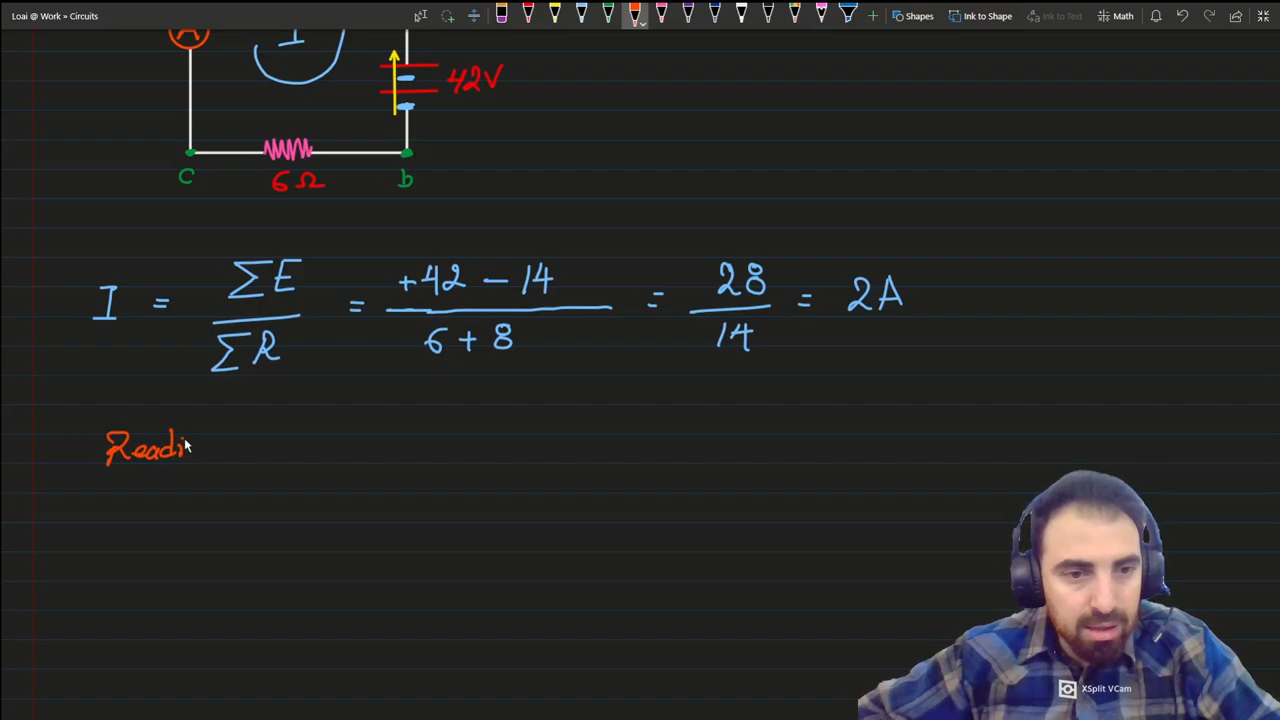 Loai @ Work » Circuits
Shapes
Ink to Shape
Ink to Text
Math
A
I
42V
c
6 Ω
b
I = ΣE / ΣR = +42 − 14 / 6 + 8 = 28 / 14 = 2A
Readi
XSplit VCam